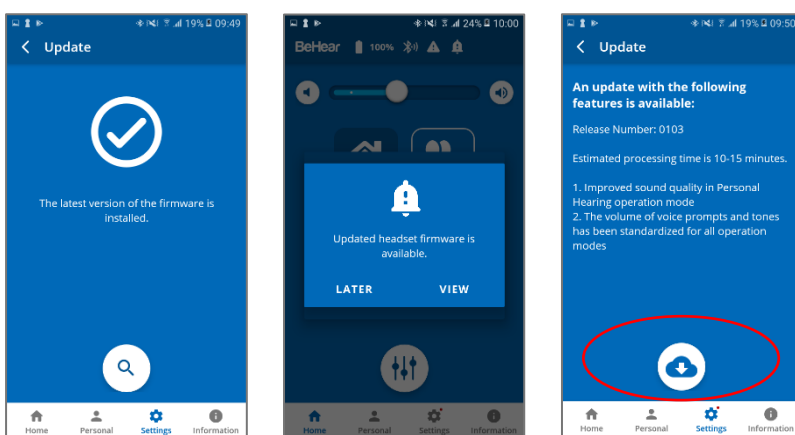 19% 09:49
Update
The latest version of the firmware is
installed.
Home Personal Settings Information
24% 10:00
BeHear 100%
Updated headset firmware is
available.
LATER VIEW
Home Personal Settings Information
19% 09:50
Update
An update with the following
features is available:
Release Number: 0103
Estimated processing time is 10-15 minutes.
1. Improved sound quality in Personal
Hearing operation mode
2. The volume of voice prompts and tones
has been standardized for all operation
modes
Home Personal Settings Information